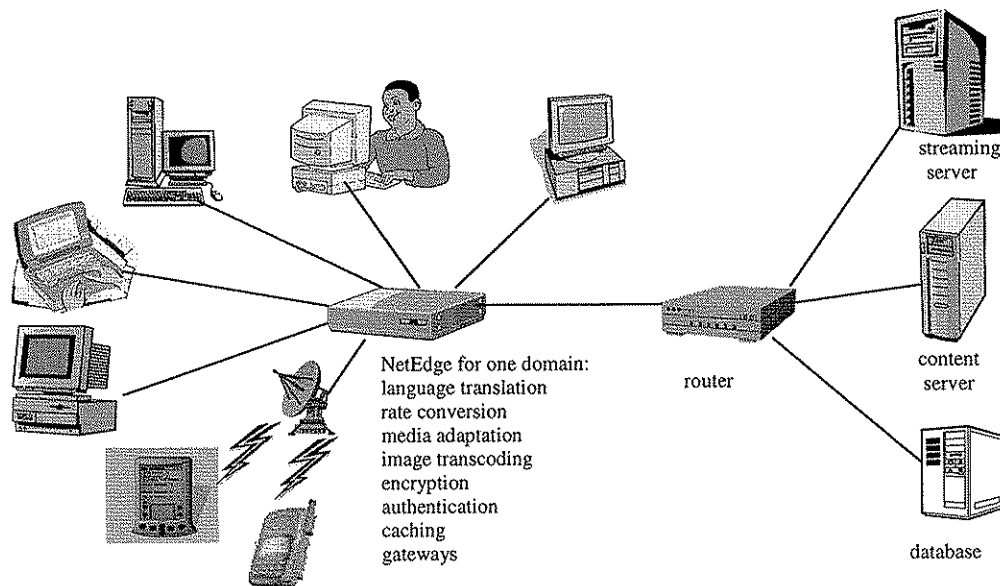 streaming
server
NetEdge for one domain:
language translation
rate conversion
media adaptation
image transcoding
encryption
authentication
caching
gateways
router
content
server
database